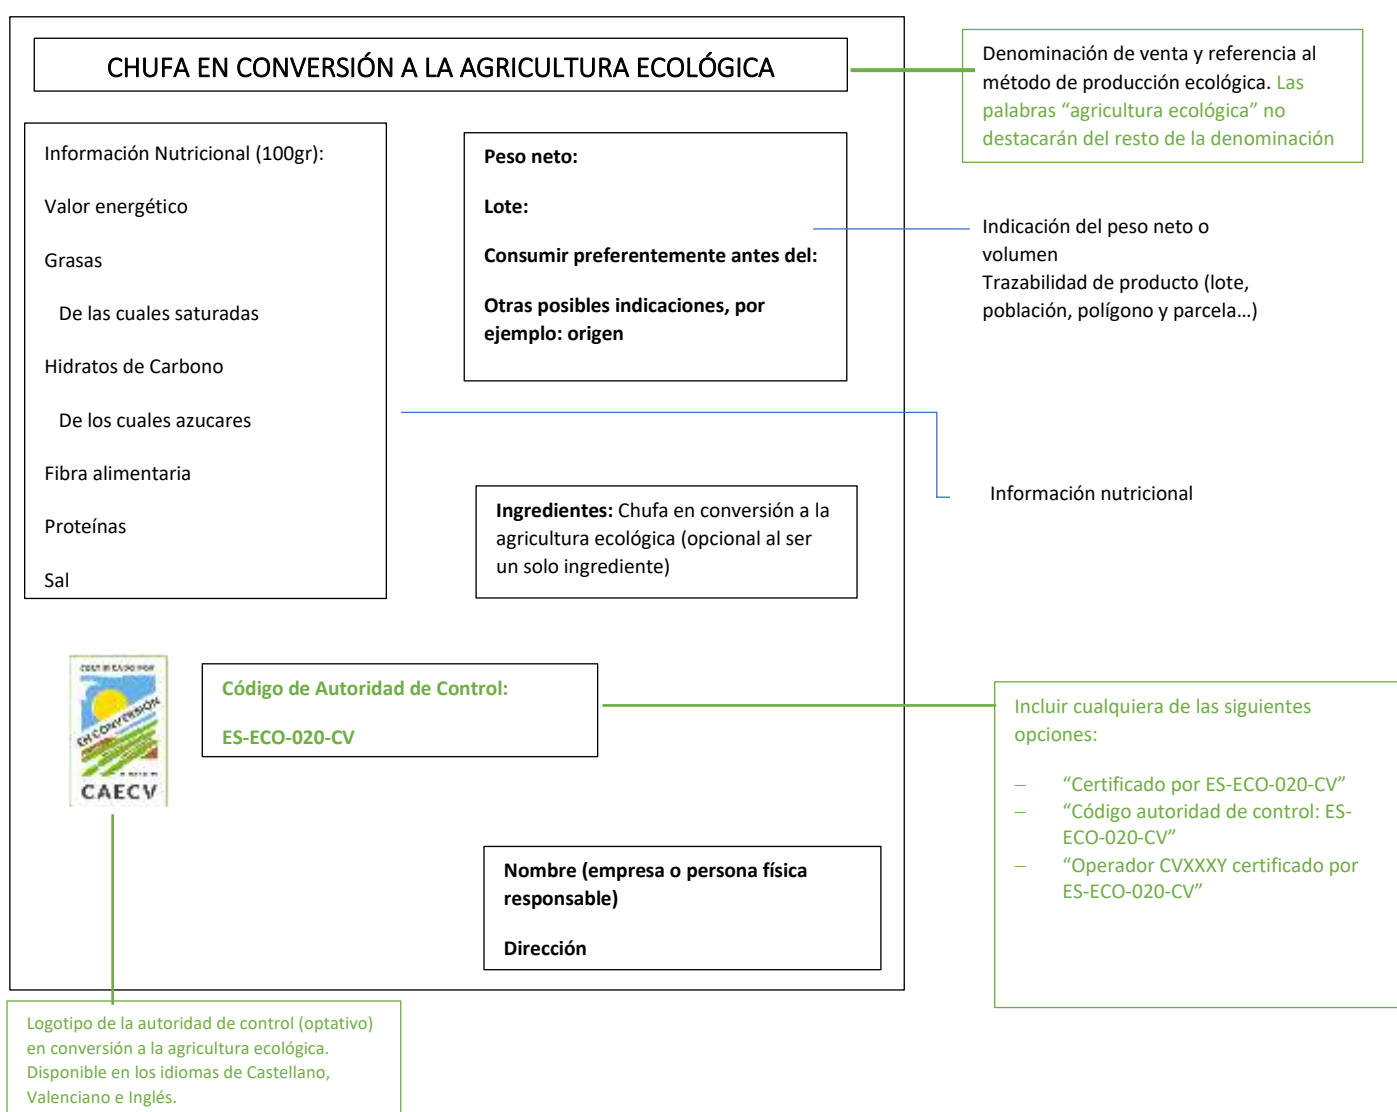 CHUFA EN CONVERSIÓN A LA AGRICULTURA ECOLÓGICA
Denominación de venta y referencia al
método de producción ecológica. Las
palabras “agricultura ecológica” no
destacarán del resto de la denominación
Información Nutricional (100gr):
Valor energético
Grasas
De las cuales saturadas
Hidratos de Carbono
De los cuales azucares
Fibra alimentaria
Proteínas
Sal
Peso neto:
Lote:
Consumir preferentemente antes del:
Otras posibles indicaciones, por
ejemplo: origen
Indicación del peso neto o
volumen
Trazabilidad de producto (lote,
población, polígono y parcela…)
Información nutricional
Ingredientes: Chufa en conversión a la
agricultura ecológica (opcional al ser
un solo ingrediente)
CERTIFICADO POR
EN CONVERSIÓN
CAECV
Código de Autoridad de Control:
ES-ECO-020-CV
Incluir cualquiera de las siguientes
opciones:
– “Certificado por ES-ECO-020-CV”
– “Código autoridad de control: ES-
ECO-020-CV”
– “Operador CVXXXY certificado por
ES-ECO-020-CV”
Nombre (empresa o persona física
responsable)
Dirección
Logotipo de la autoridad de control (optativo)
en conversión a la agricultura ecológica.
Disponible en los idiomas de Castellano,
Valenciano e Inglés.